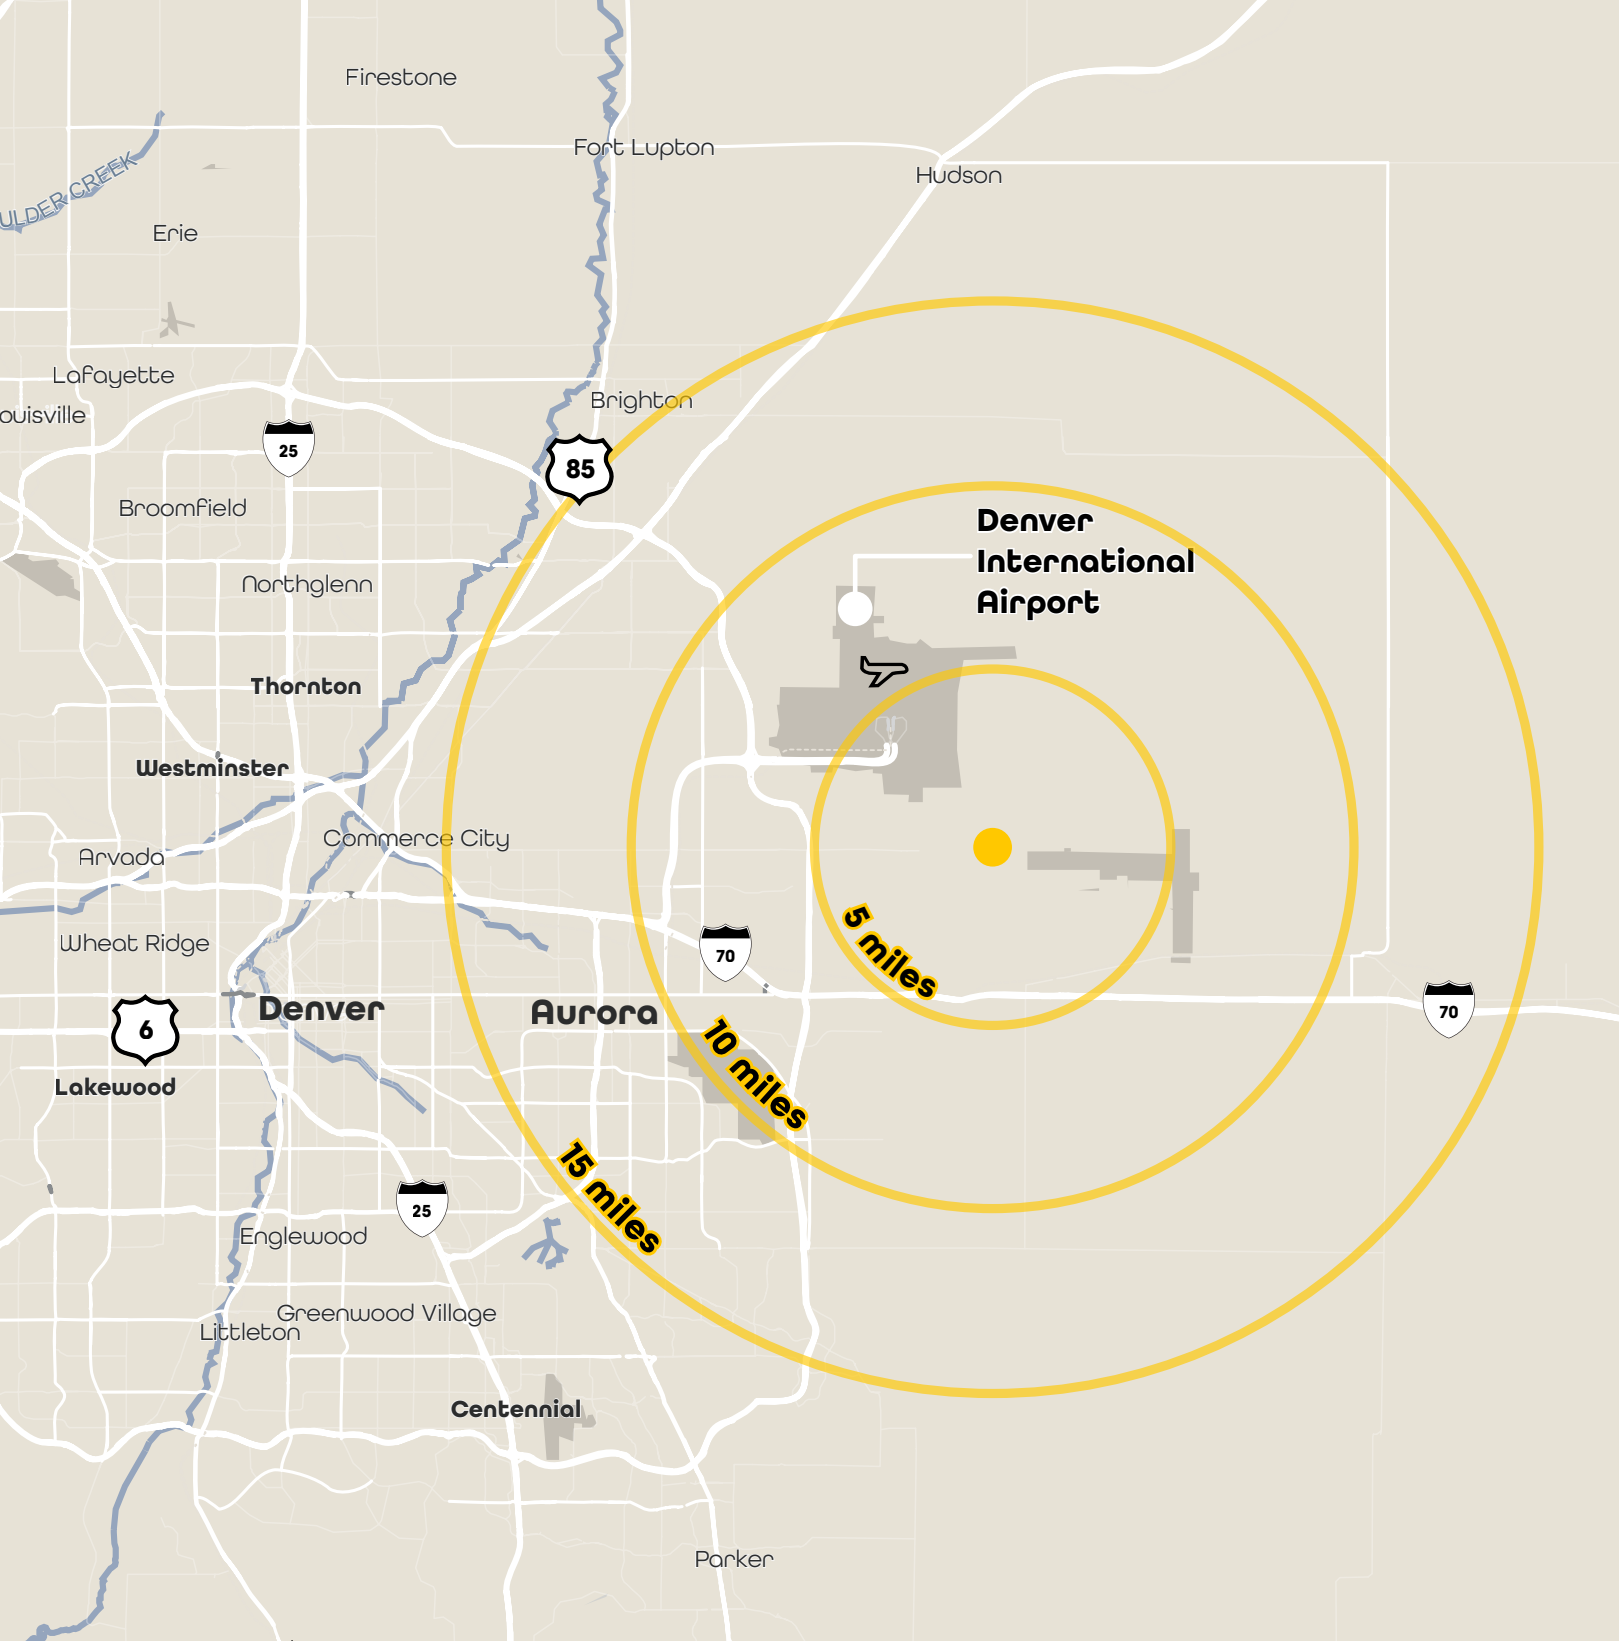 Firestone
Fort Lupton
Hudson
ULDER CREEK
Erie
Lafayette
Brighton
ouisville
25
85
Broomfield
Denver
International
Airport
Northglenn
Thornton
Westminster
Commerce City
Arvada
5 miles
Wheat Ridge
70
Denver
Aurora
70
6
10 miles
Lakewood
15 miles
25
Englewood
Greenwood Village
Littleton
Centennial
Parker